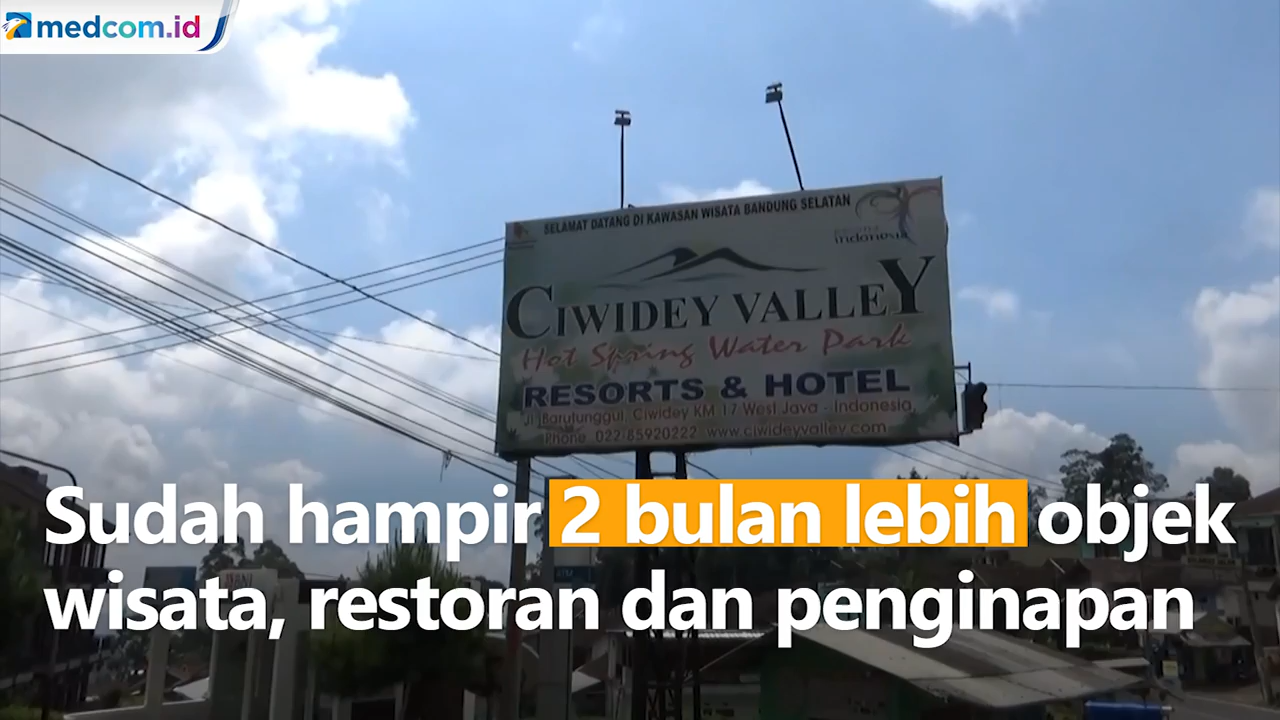 medcom.id
SELAMAT DATANG DI KAWASAN WISATA BANDUNG SELATAN
indonesia
CIWIDEY VALLEY
Hot Spring Water Park
RESORTS & HOTEL
Jl. Barutunggul, Ciwidey KM 17 West Java - Indonesia
Phone. 022-85920222 www.ciwideyvalley.com
Sudah hampir 2 bulan lebih objek
wisata, restoran dan penginapan